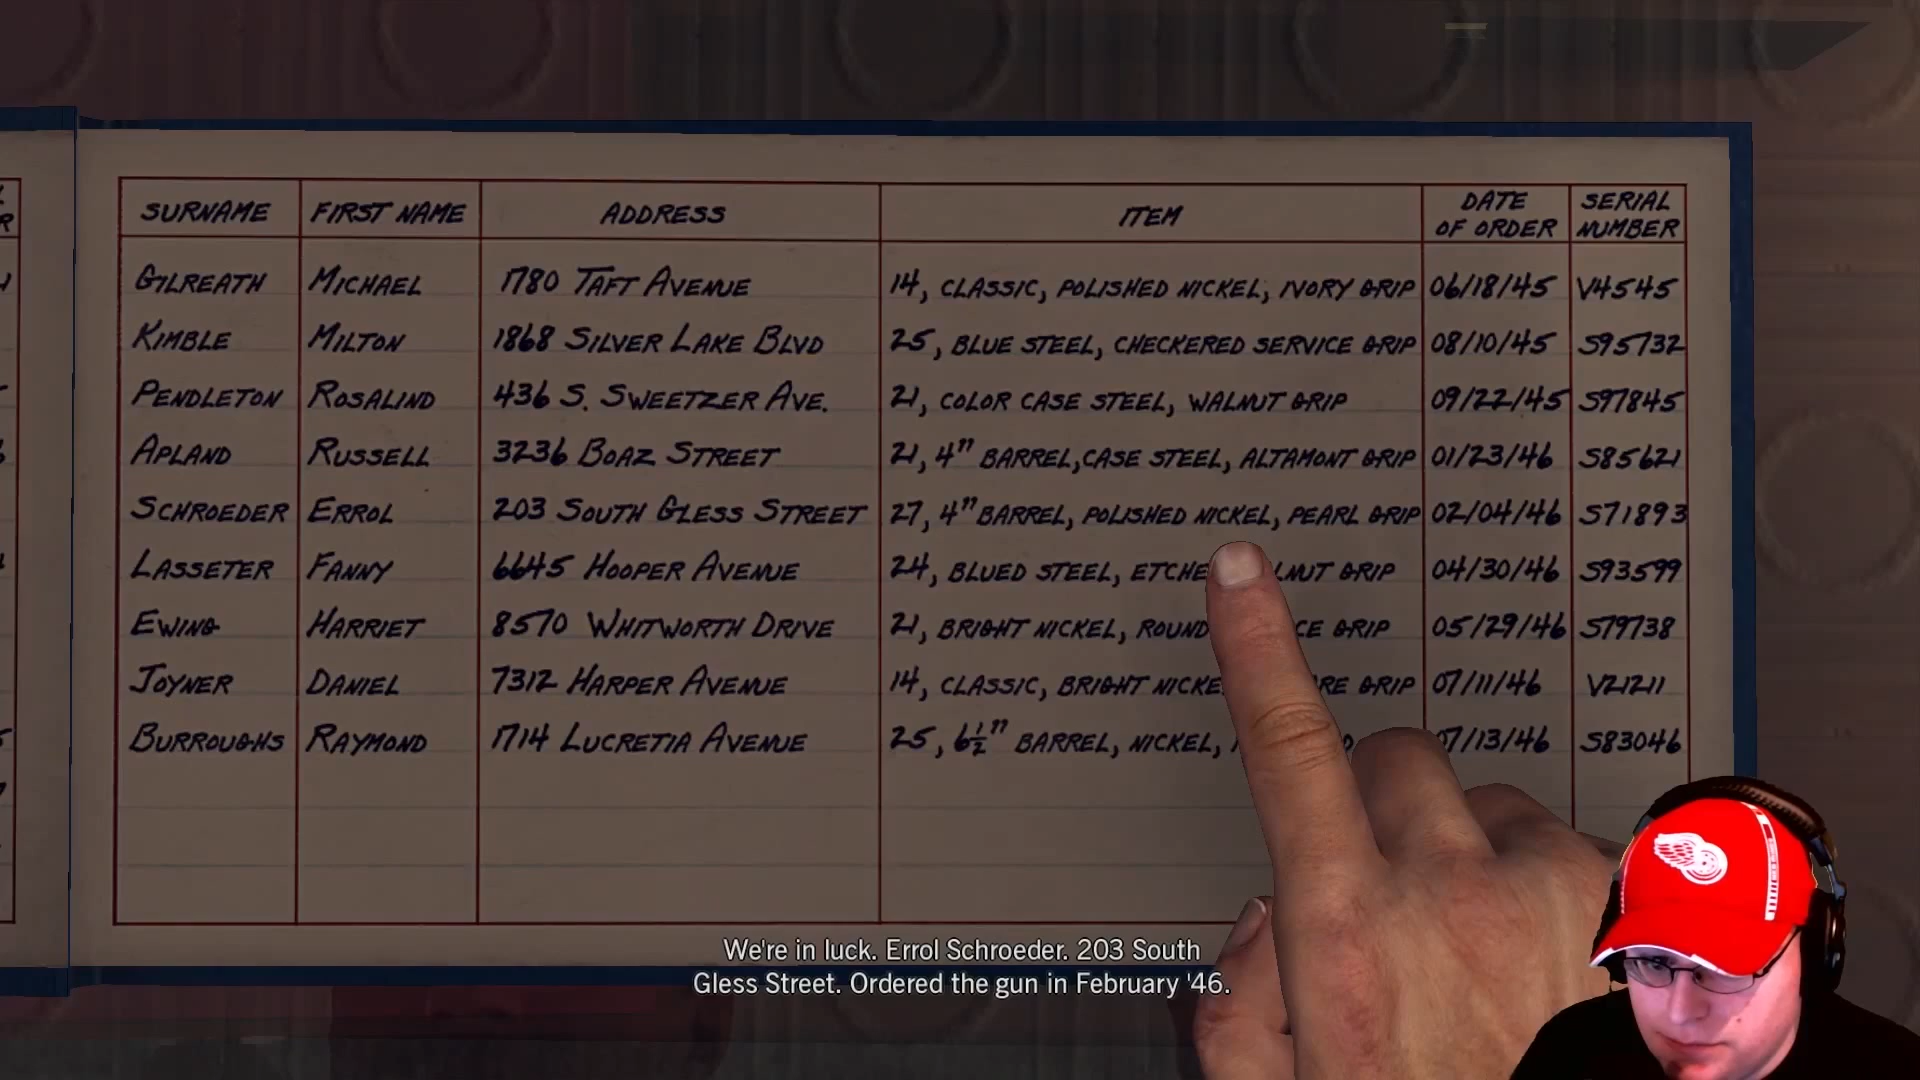 SURNAME FIRST NAME ADDRESS ITEM DATE OF ORDER SERIAL NUMBER
GILREATH MICHAEL 1780 TAFT AVENUE 14, CLASSIC, POLISHED NICKEL, IVORY GRIP 06/18/45 V4545
KIMBLE MILTON 1868 SILVER LAKE BLVD 25, BLUE STEEL, CHECKERED SERVICE GRIP 08/10/45 S95732
PENDLETON ROSALIND 436 S. SWEETZER AVE. 21, COLOR CASE STEEL, WALNUT GRIP 09/22/45 S97845
APLAND RUSSELL 3236 BOAZ STREET 21, 4" BARREL, CASE STEEL, ALTAMONT GRIP 01/23/46 S85621
SCHROEDER ERROL 203 SOUTH GLESS STREET 27, 4" BARREL, POLISHED NICKEL, PEARL GRIP 02/04/46 S71893
LASSETER FANNY 6645 HOOPER AVENUE 24, BLUED STEEL, GRIP 04/30/46 S93599
EWING HARRIET 8570 WHITWORTH DRIVE 21, BRIGHT NICKEL, ROUND GRIP 05/29/46 S79738
JOYNER DANIEL 7312 HARPER AVENUE 14, CLASSIC, BRIGHT GRIP 07/11/46 V21211
BURROUGHS RAYMOND 1714 LUCRETIA AVENUE 25, 6½" BARREL, NICKEL, 07/13/46 S83046
We're in luck. Errol Schroeder. 203 South
Gless Street. Ordered the gun in February '46.